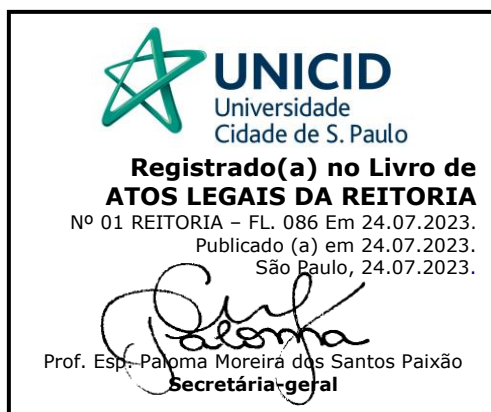 UNICID
Universidade
Cidade de S. Paulo
Registrado(a) no Livro de
ATOS LEGAIS DA REITORIA
Nº 01 REITORIA – FL. 086 Em 24.07.2023.
Publicado (a) em 24.07.2023.
São Paulo, 24.07.2023.
Paloma
Prof. Esp. Paloma Moreira dos Santos Paixão
Secretária-geral